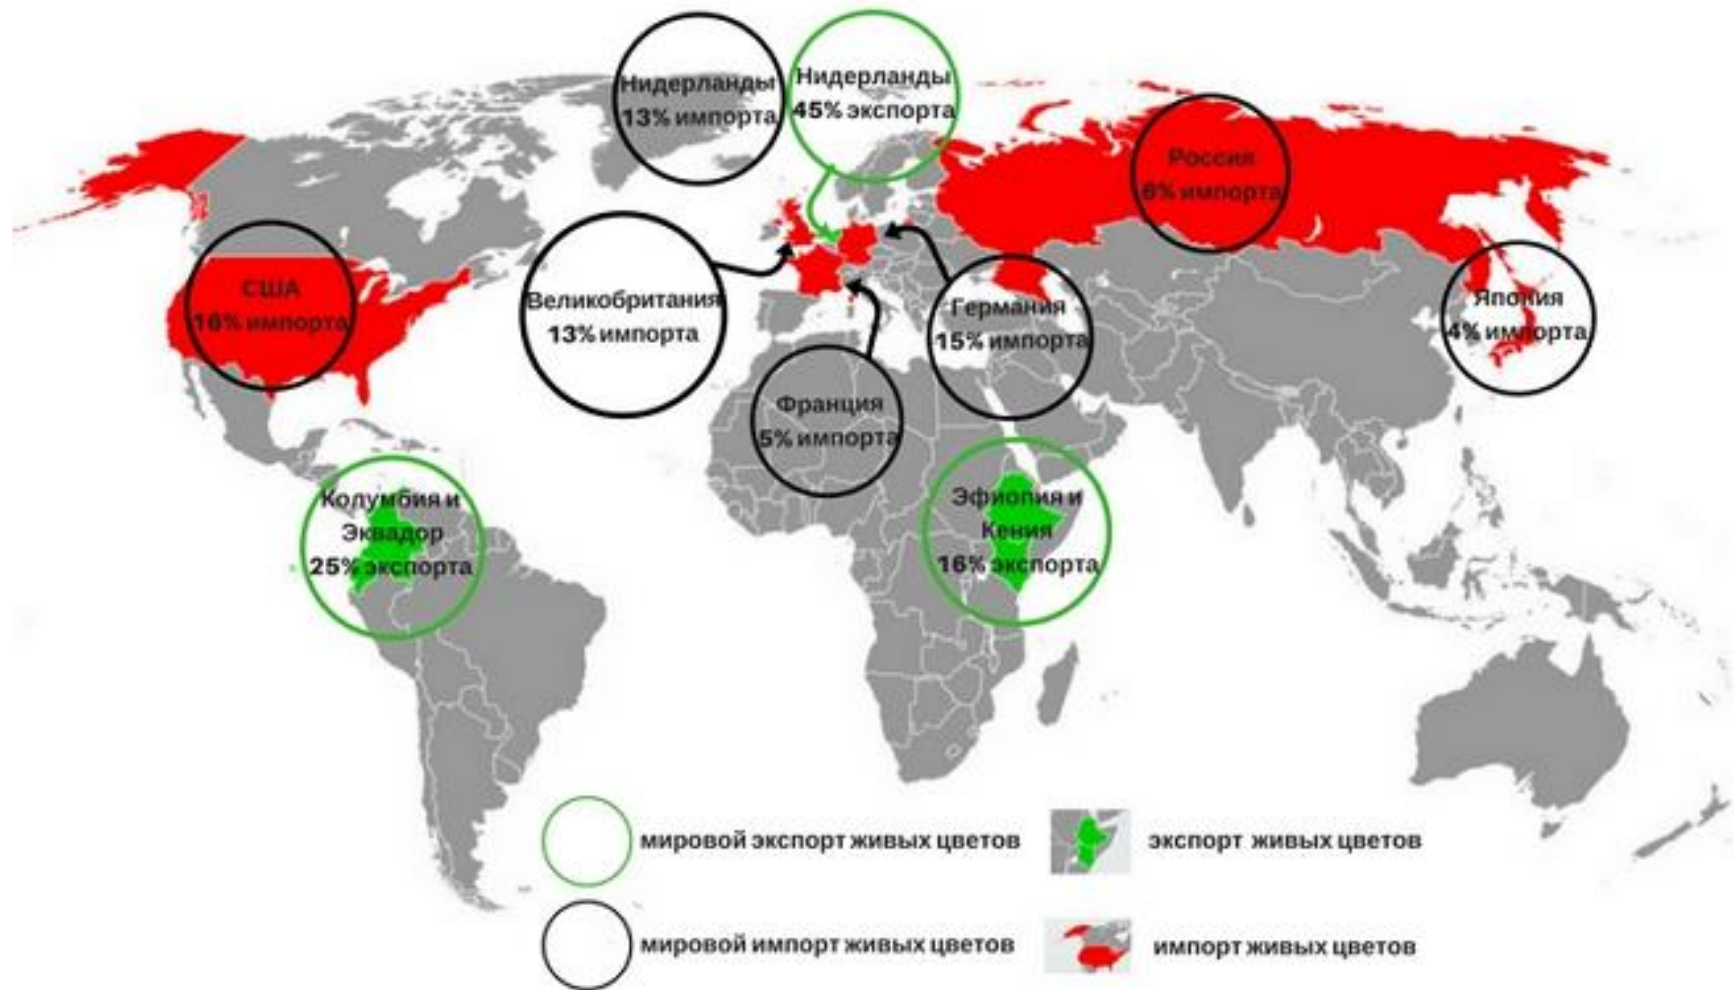 Нидерланды
13% импорта
Нидерланды
45% экспорта
Россия
6% импорта
США
16% импорта
Великобритания
13% импорта
Германия
15% импорта
Япония
4% импорта
Франция
5% импорта
Колумбия и
Эквадор
25% экспорта
Эфиопия и
Кения
16% экспорта
мировой экспорт живых цветов
экспорт живых цветов
мировой импорт живых цветов
импорт живых цветов